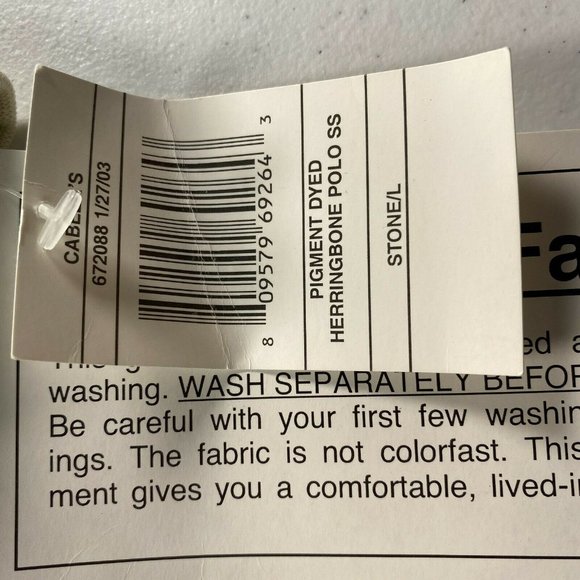 672088 1/27/03
8 09579 69264 3
PIGMENT DYED
HERRINGBONE POLO SS
STONE/L
Fa
ed a
washing. WASH SEPARATELY BEFOR
Be careful with your first few washin
ings. The fabric is not colorfast. This
ment gives you a comfortable, lived-in